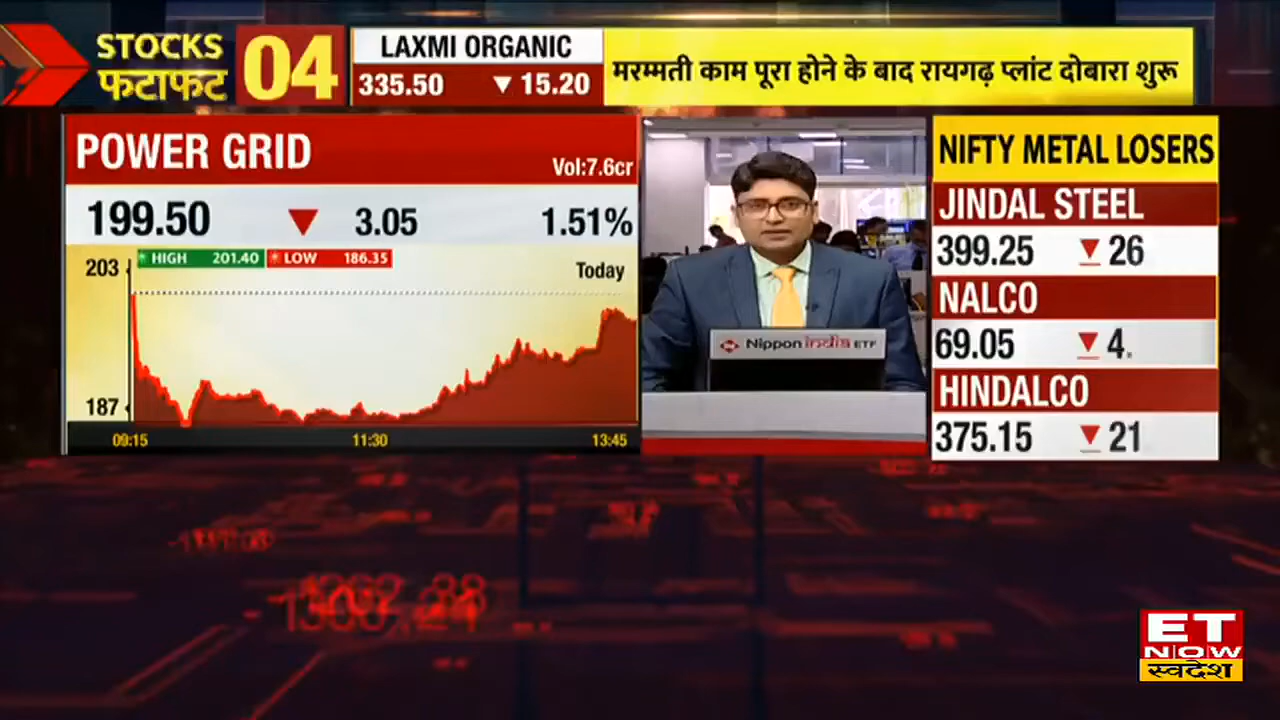 STOCKS
फटाफट
04
LAXMI ORGANIC
335.50 ▼15.20
मरम्मती काम पूरा होने के बाद रायगढ़ प्लांट दोबारा शुरू
POWER GRID
Vol:7.6cr
199.50 ▼ 3.05 1.51%
HIGH 201.40 LOW 186.35
Today
203
187
09:15 11:30 13:45
Nippon india ETF
NIFTY METAL LOSERS
JINDAL STEEL
399.25 ▼ 26
NALCO
69.05 ▼ 4.
HINDALCO
375.15 ▼ 21
ET
NOW
स्वदेश